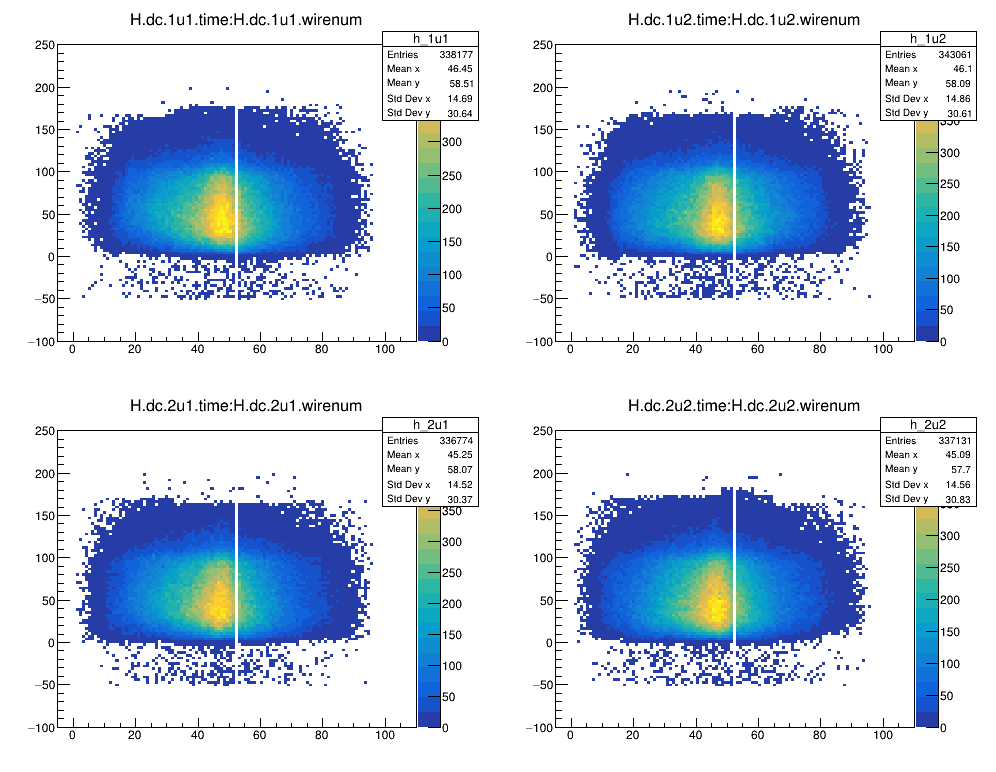 H.dc.1u1.time:H.dc.1u1.wirenum
h_1u1
Entries 338177
Mean x 46.45
Mean y 58.51
Std Dev x 14.69
Std Dev y 30.64
250
200
150
100
50
0
−50
−100
0 20 40 60 80 100
300
250
200
150
100
50
0
H.dc.1u2.time:H.dc.1u2.wirenum
h_1u2
Entries 343061
Mean x 46.1
Mean y 58.09
Std Dev x 14.86
Std Dev y 30.61
250
200
150
100
50
0
−50
−100
0 20 40 60 80 100
300
250
200
150
100
50
0
H.dc.2u1.time:H.dc.2u1.wirenum
h_2u1
Entries 336774
Mean x 45.25
Mean y 58.07
Std Dev x 14.52
Std Dev y 30.37
250
200
150
100
50
0
−50
−100
0 20 40 60 80 100
350
300
250
200
150
100
50
0
H.dc.2u2.time:H.dc.2u2.wirenum
h_2u2
Entries 337131
Mean x 45.09
Mean y 57.7
Std Dev x 14.56
Std Dev y 30.83
250
200
150
100
50
0
−50
−100
0 20 40 60 80 100
300
250
200
150
100
50
0